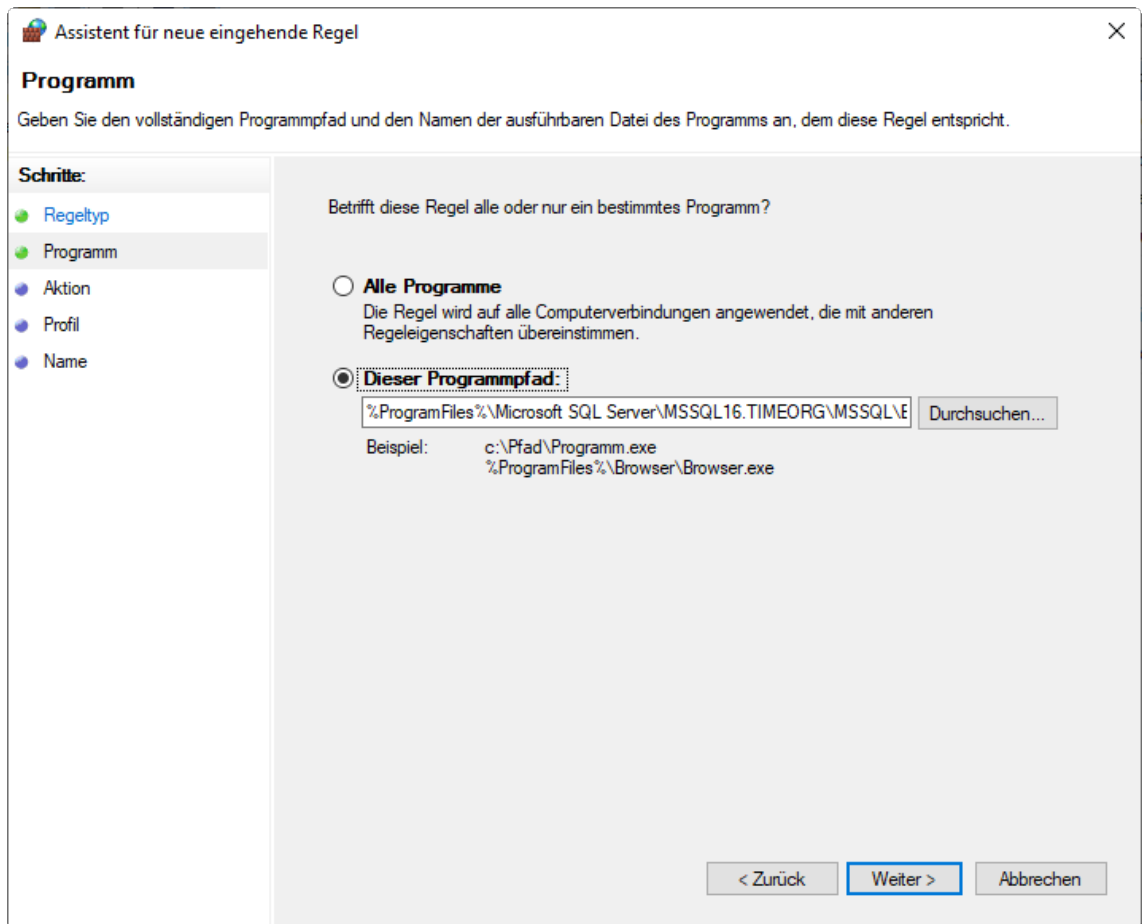 Assistent für neue eingehende Regel
Programm
Geben Sie den vollständigen Programmpfad und den Namen der ausführbaren Datei des Programms an, dem diese Regel entspricht.
Schritte:
Regeltyp
Programm
Aktion
Profil
Name
Betrifft diese Regel alle oder nur ein bestimmtes Programm?
Alle Programme
Die Regel wird auf alle Computerverbindungen angewendet, die mit anderen
Regeleigenschaften übereinstimmen.
Dieser Programmpfad:
%ProgramFiles%\Microsoft SQL Server\MSSQL16.TIMEORG\MSSQL\B
Durchsuchen...
Beispiel: c:\Pfad\Programm.exe
%ProgramFiles%\Browser\Browser.exe
< Zurück Weiter > Abbrechen